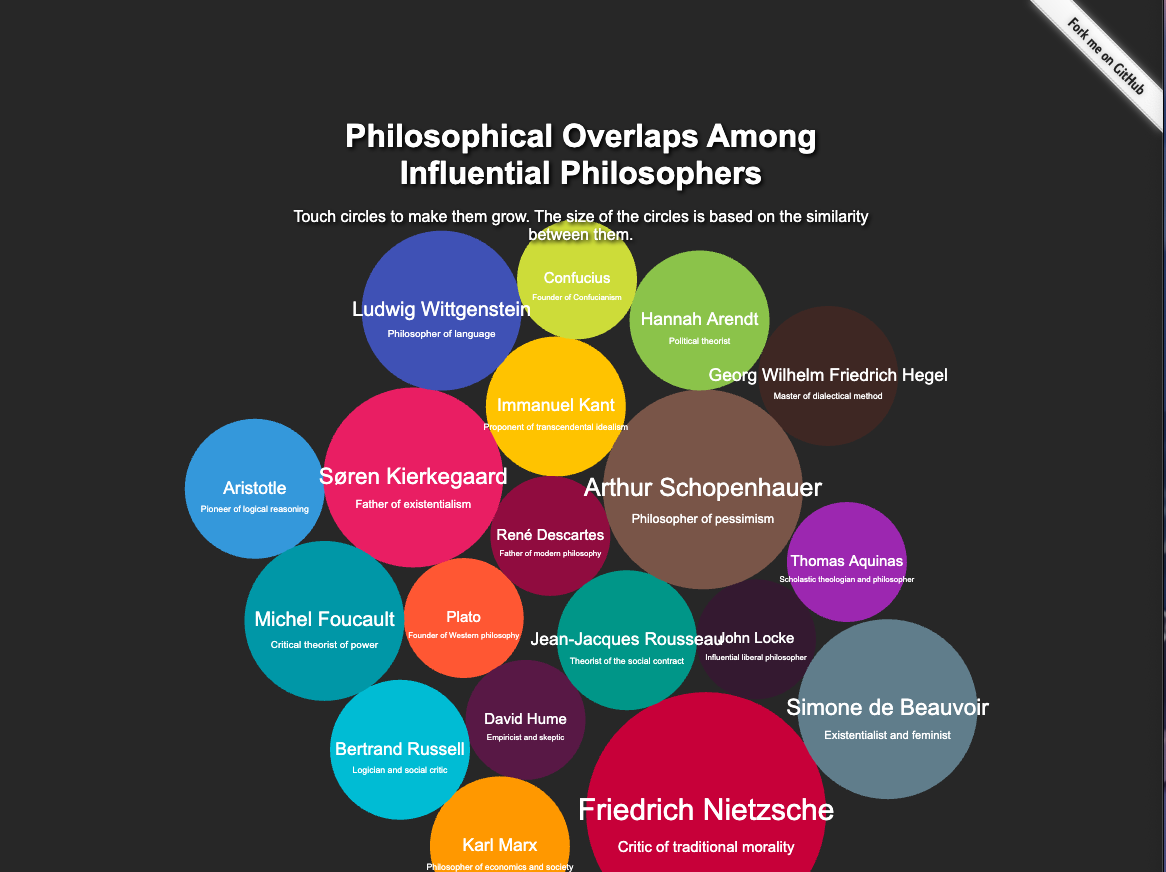 Fork me on GitHub
Philosophical Overlaps Among
Influential Philosophers
Touch circles to make them grow. The size of the circles is based on the similarity
between them.
Confucius
Founder of Confucianism
Ludwig Wittgenstein
Philosopher of language
Hannah Arendt
Political theorist
Georg Wilhelm Friedrich Hegel
Master of dialectical method
Immanuel Kant
Proponent of transcendental idealism
Søren Kierkegaard
Father of existentialism
Arthur Schopenhauer
Philosopher of pessimism
Aristotle
Pioneer of logical reasoning
René Descartes
Father of modern philosophy
Thomas Aquinas
Scholastic theologian and philosopher
Michel Foucault
Critical theorist of power
Plato
Founder of Western philosophy
Jean-Jacques Rousseau
Theorist of the social contract
John Locke
Influential liberal philosopher
Simone de Beauvoir
Existentialist and feminist
David Hume
Empiricist and skeptic
Bertrand Russell
Logician and social critic
Friedrich Nietzsche
Critic of traditional morality
Karl Marx
Philosopher of economics and society